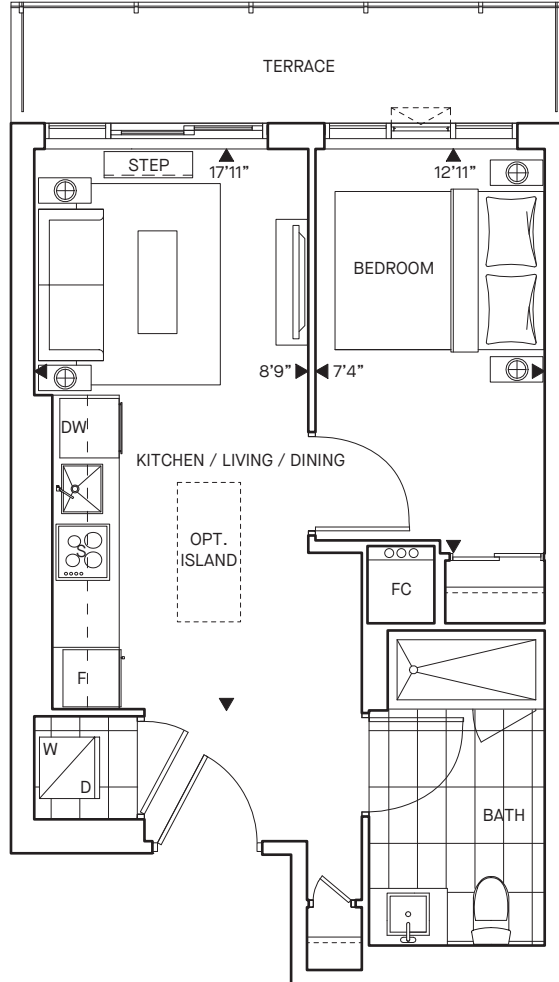 TERRACE
STEP
17'11"
12'11"
BEDROOM
8'9"
7'4"
DW
KITCHEN / LIVING / DINING
OPT.
ISLAND
S
FC
F
W
D
BATH